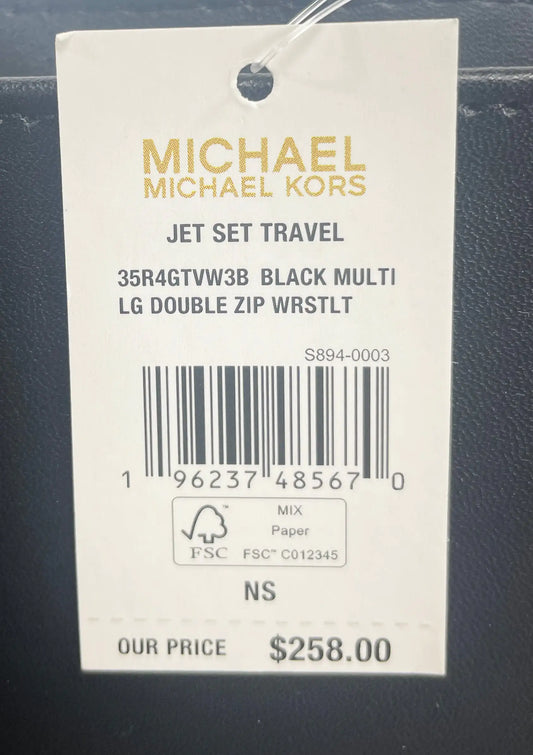 MICHAEL
MICHAEL KORS
JET SET TRAVEL
35R4GTVW3B BLACK MULTI
LG DOUBLE ZIP WRSTLT
S894-0003
1 96237 48567 0
FSC
MIX
Paper
FSC™ C012345
NS
OUR PRICE $258.00